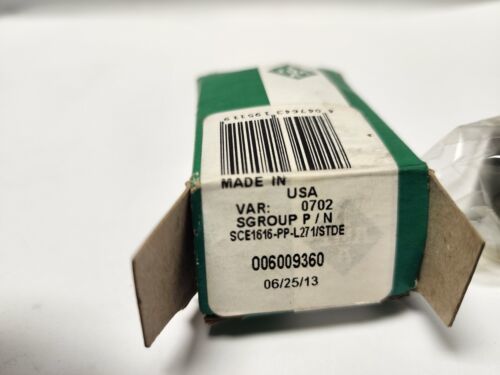 MADE IN
USA
VAR: 0702
SGROUP P/N
SCE1616-PP-L271/STDE
006009360
06/25/13